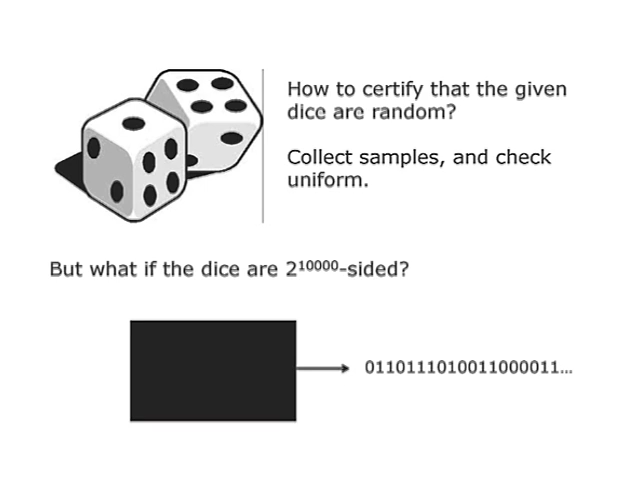 How to certify that the given
dice are random?
Collect samples, and check
uniform.
But what if the dice are 2¹⁰⁰⁰⁰-sided?
0110111010011000011...